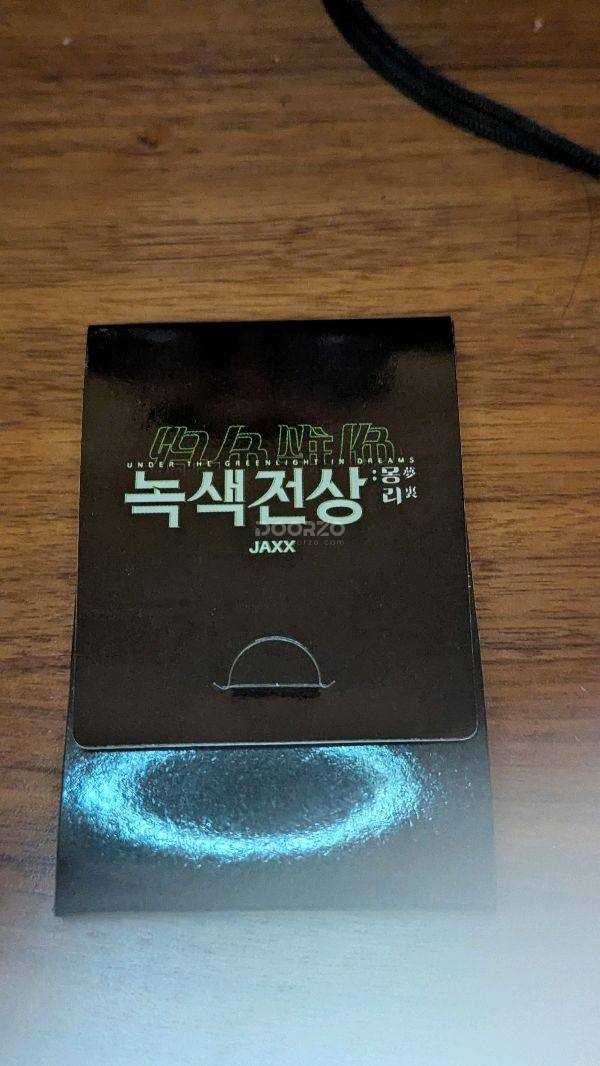 UNDER THE GREENLIGHT IN DREAMS
녹색전상
:몽리
夢裏
DOORZO
JAXX